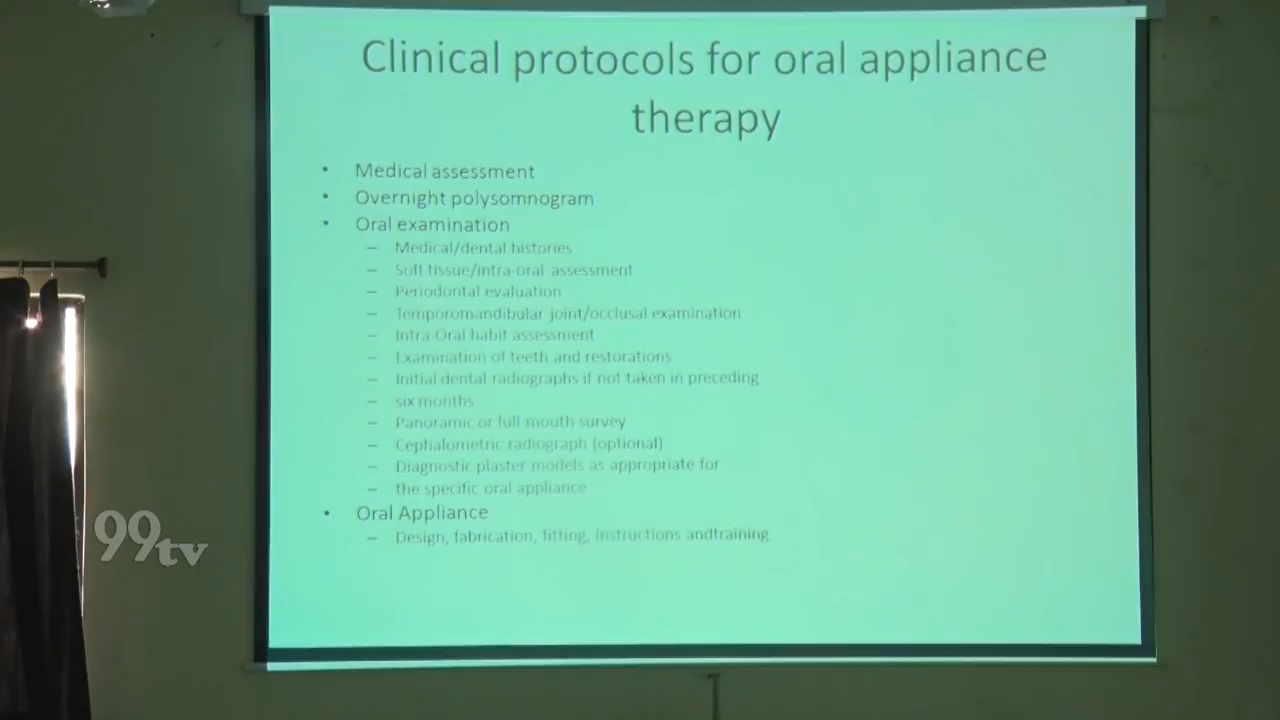 Clinical protocols for oral appliance
therapy
• Medical assessment
• Overnight polysomnogram
• Oral examination
– Medical/dental histories
– Soft tissue/intra-oral assessment
– Periodontal evaluation
– Temporomandibular joint/occlusal examination
– Intra-Oral habit assessment
– Examination of teeth and restorations
– Initial dental radiographs if not taken in preceding
– six months
– Panoramic or full mouth survey
– Cephalometric radiograph (optional)
– Diagnostic plaster models as appropriate for
– the specific oral appliance
• Oral Appliance
– Design, fabrication, fitting, instructions andtraining
99tv